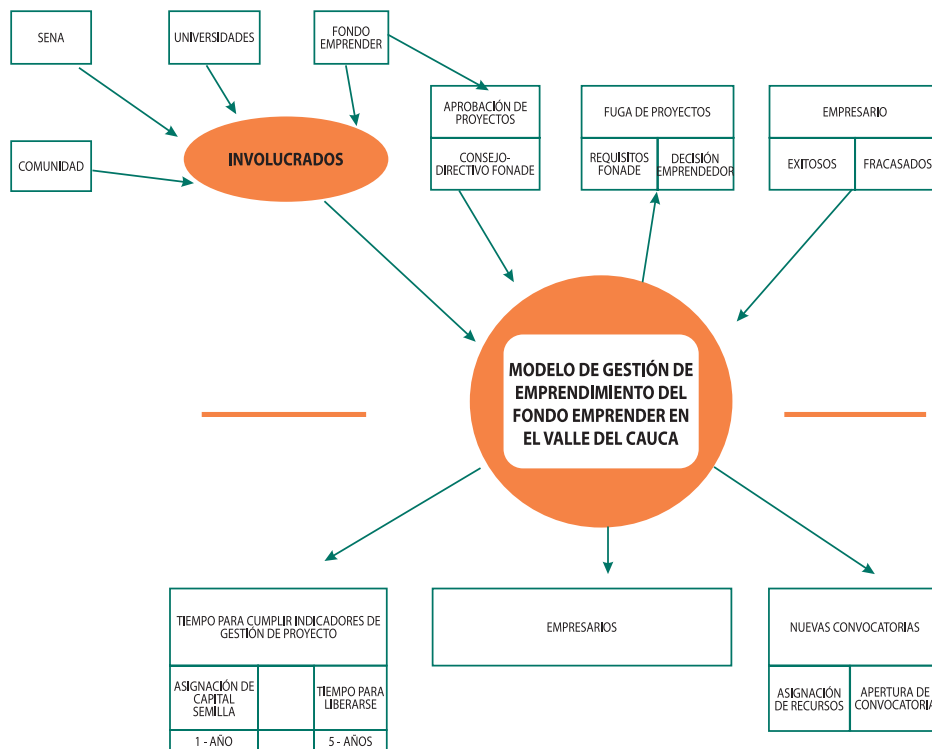 SENA
UNIVERSIDADES
FONDO
EMPRENDER
COMUNIDAD
INVOLUCRADOS
APROBACIÓN DE
PROYECTOS
CONSEJO-
DIRECTIVO FONADE
FUGA DE PROYECTOS
REQUISITOS
FONADE
DECISIÓN
EMPRENDEDOR
EMPRESARIO
EXITOSOS
FRACASADOS
MODELO DE GESTIÓN DE
EMPRENDIMIENTO DEL
FONDO EMPRENDER EN
EL VALLE DEL CAUCA
TIEMPO PARA CUMPLIR INDICADORES DE
GESTIÓN DE PROYECTO
ASIGNACIÓN DE
CAPITAL
SEMILLA
TIEMPO PARA
LIBERARSE
1 - AÑO
5 - AÑOS
EMPRESARIOS
NUEVAS CONVOCATORIAS
ASIGNACIÓN
DE RECURSOS
APERTURA DE
CONVOCATORIA